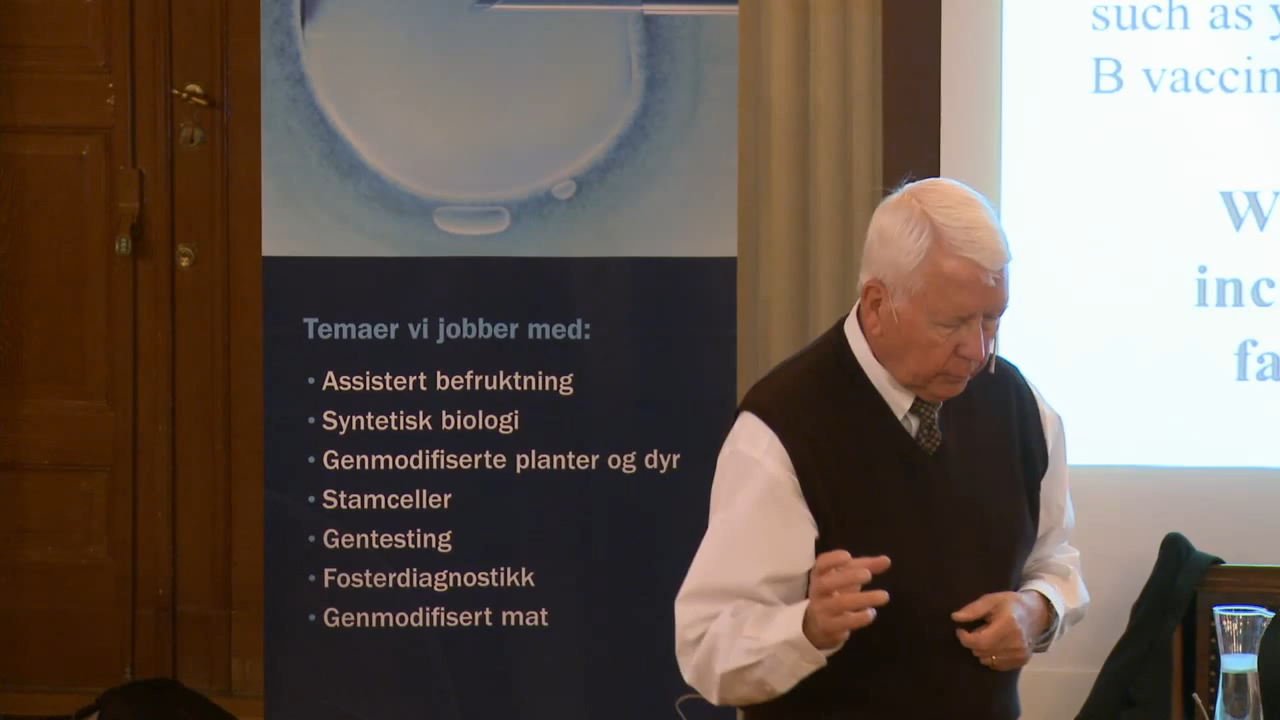 Temaer vi jobber med:
• Assistert befruktning
• Syntetisk biologi
• Genmodifiserte planter og dyr
• Stamceller
• Gentesting
• Fosterdiagnostikk
• Genmodifisert mat
such as
B